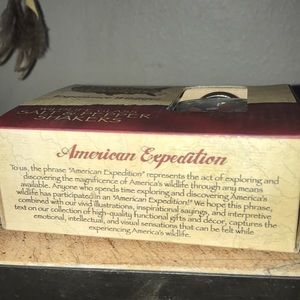 SALT & PEPPER
SHAKERS
American Expedition
To us, the phrase "American Expedition" represents the act of exploring and
discovering the magnificence of America's wildlife through any means
available. Anyone who spends time exploring and discovering America's
wildlife has participated in an "American Expedition!" We hope this phrase,
combined with our vivid illustrations, inspirational sayings, and interpretive
text on our collection of high-quality functional gifts and décor, captures the
emotional, intellectual, and visual sensations that can be felt while
experiencing America's wildlife.